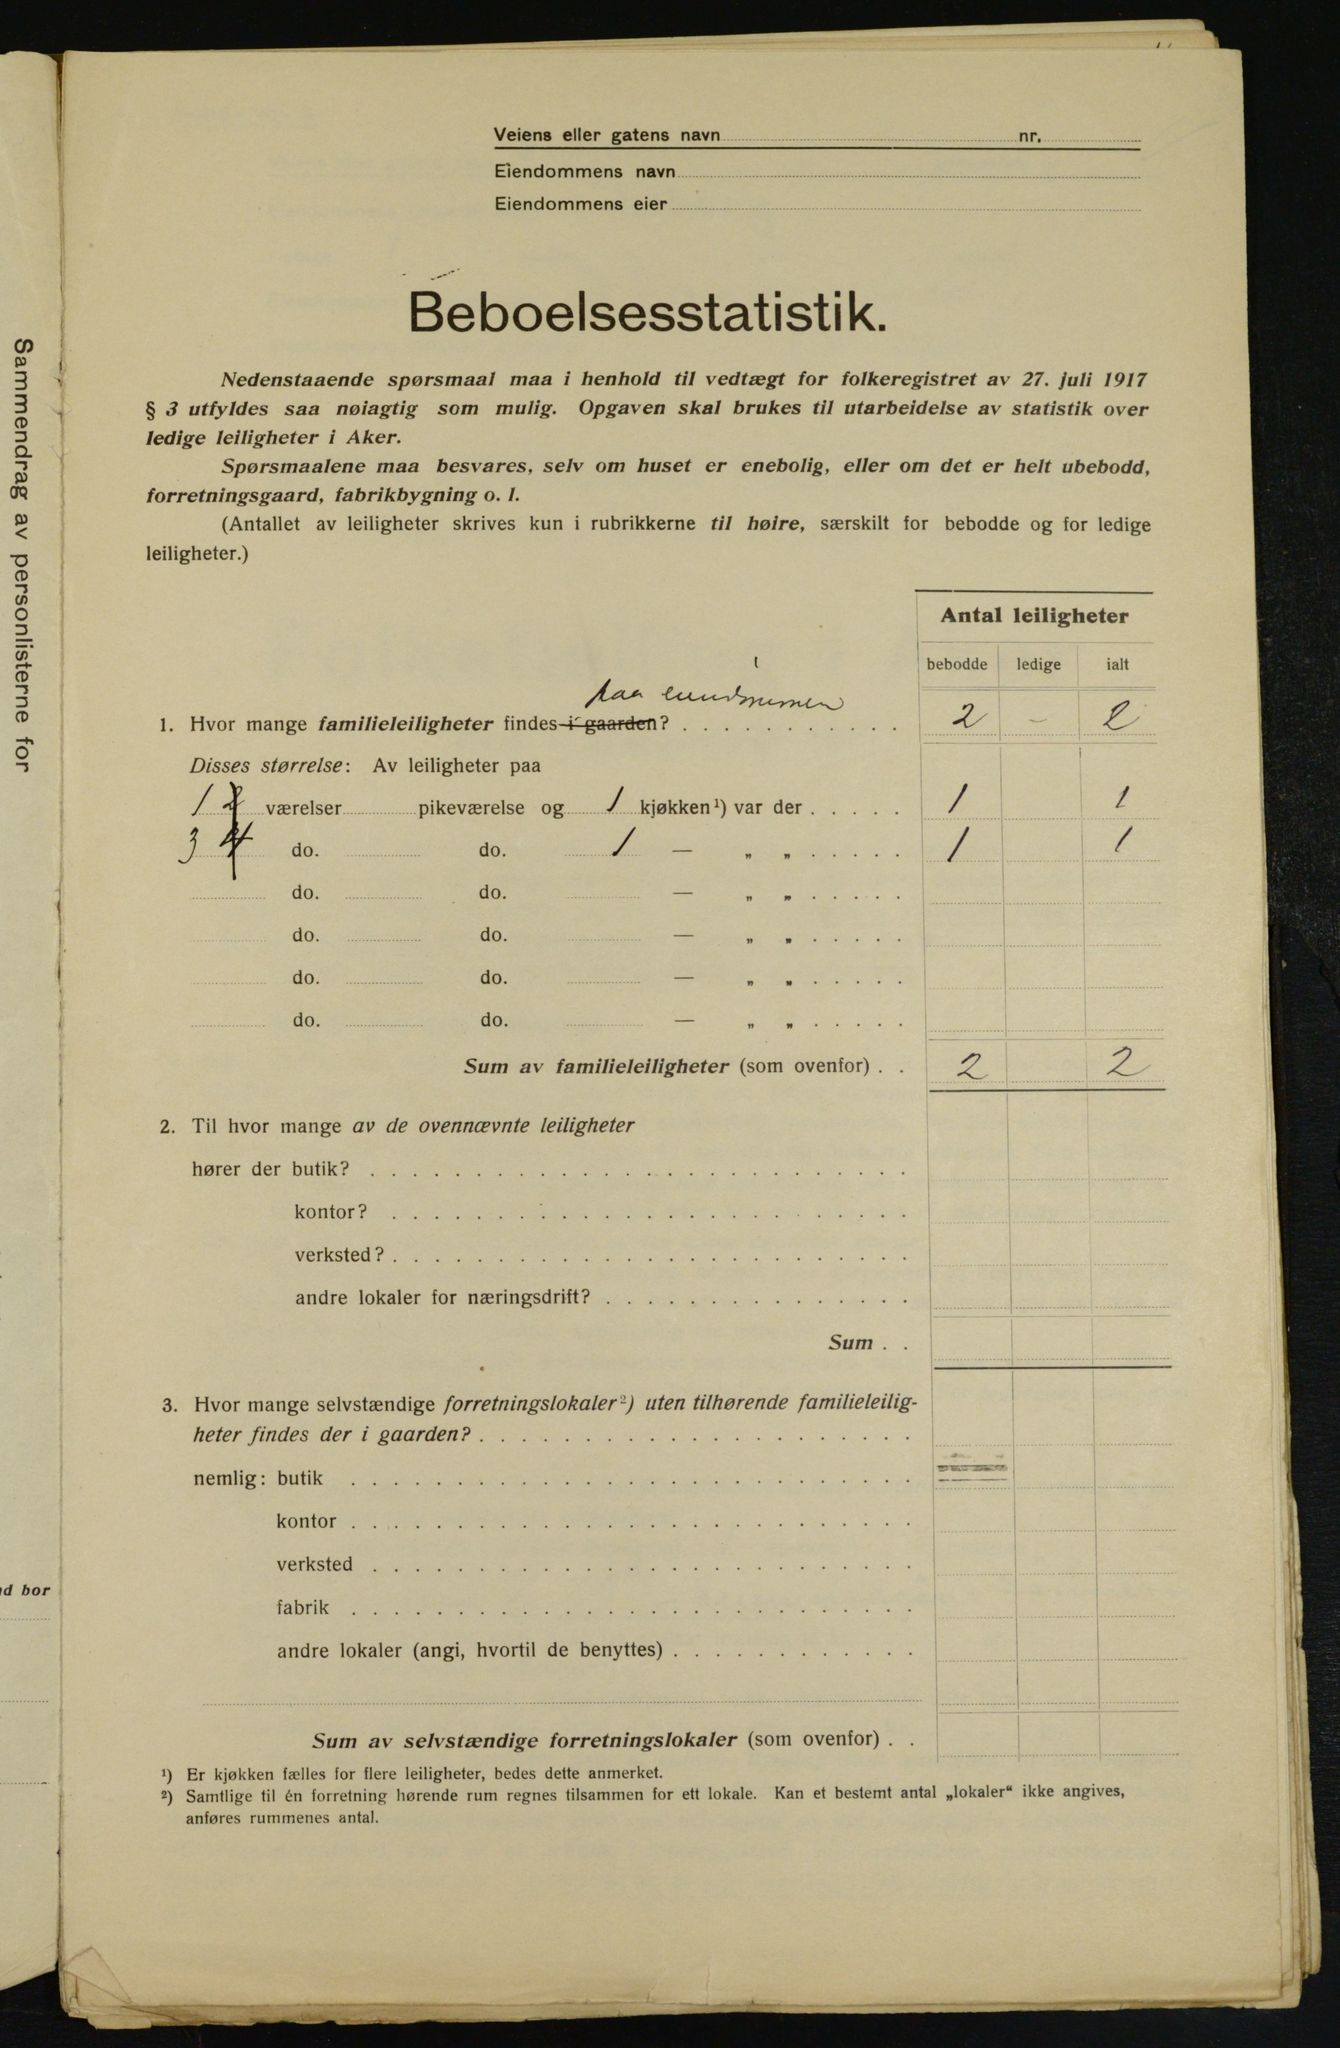 Veiens eller gatens navn nr.
Eiendommens navn
Eiendommens eier
Beboelsesstatistik.
Nedenstaaende spørsmaal maa i henhold til vedtægt for folkeregistret av 27. juli 1917
§ 3 utfyldes saa nøiagtig som mulig. Opgaven skal brukes til utarbeidelse av statistik over
ledige leiligheter i Aker.
Spørsmaalene maa besvares, selv om huset er enebolig, eller om det er helt ubebodd,
forretningsgaard, fabrikbygning o. l.
(Antallet av leiligheter skrives kun i rubrikkerne til høire, særskilt for bebodde og for ledige
leiligheter.)
Antal leiligheter
bebodde ledige ialt
paa
1. Hvor mange familieleiligheter findes i gaarden? . . . . . . . . . . . 2 - 2
Disses størrelse: Av leiligheter paa
1 2 værelser pikeværelse og 1 kjøkken¹) var der . . . . . 1 1
3 4 do. do. 1 — „ „ . . . . . 1 1
do. do. — „ „ . . . . .
do. do. — „ „ . . . . .
do. do. — „ „ . . . . .
do. do. — „ „ . . . . .
Sum av familieleiligheter (som ovenfor) . . 2 2
2. Til hvor mange av de ovennævnte leiligheter
hører der butik? . . . . . . . . . . . . . . . . . . . . . . . . . .
kontor? . . . . . . . . . . . . . . . . . . . . . . . . .
verksted? . . . . . . . . . . . . . . . . . . . . . . . . .
andre lokaler for næringsdrift? . . . . . . . . . . . . . . .
Sum . .
3. Hvor mange selvstændige forretningslokaler²) uten tilhørende familieleilig-
heter findes der i gaarden? . . . . . . . . . . . . . . . . . . . . .
nemlig: butik . . . . . . . . . . . . . . . . . . . . . . . . . . .
kontor . . . . . . . . . . . . . . . . . . . . . . . . . . .
verksted . . . . . . . . . . . . . . . . . . . . . . . . . .
fabrik . . . . . . . . . . . . . . . . . . . . . . . . . . .
andre lokaler (angi, hvortil de benyttes) . . . . . . . . . . . .
Sum av selvstændige forretningslokaler (som ovenfor) . .
¹) Er kjøkken fælles for flere leiligheter, bedes dette anmerket.
²) Samtlige til én forretning hørende rum regnes tilsammen for ett lokale. Kan et bestemt antal „lokaler“ ikke angives,
anføres rummenes antal.
Sammendrag av personlisterne for
bor